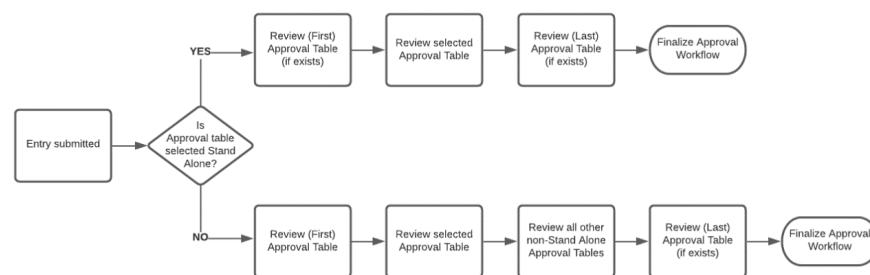 YES
Review (First)
Approval Table
(if exists)
Review selected
Approval Table
Review (Last)
Approval Table
(if exists)
Finalize Approval
Workflow
Entry submitted
Is
Approval table
selected Stand
Alone?
NO
Review (First)
Approval Table
Review selected
Approval Table
Review all other
non-Stand Alone
Approval Tables
Review (Last)
Approval Table
(if exists)
Finalize Approval
Workflow